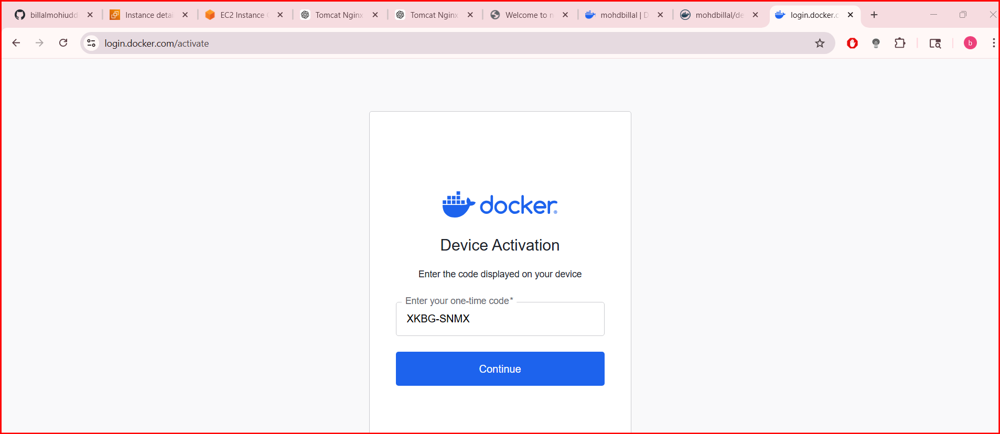 billalmohiudd
Instance detai
EC2 Instance
Tomcat Nginx
Tomcat Nginx
Welcome to n
mohdbillal | D
mohdbillal/de
login.docker.c
login.docker.com/activate
b
docker
Device Activation
Enter the code displayed on your device
Enter your one-time code*
XKBG-SNMX
Continue